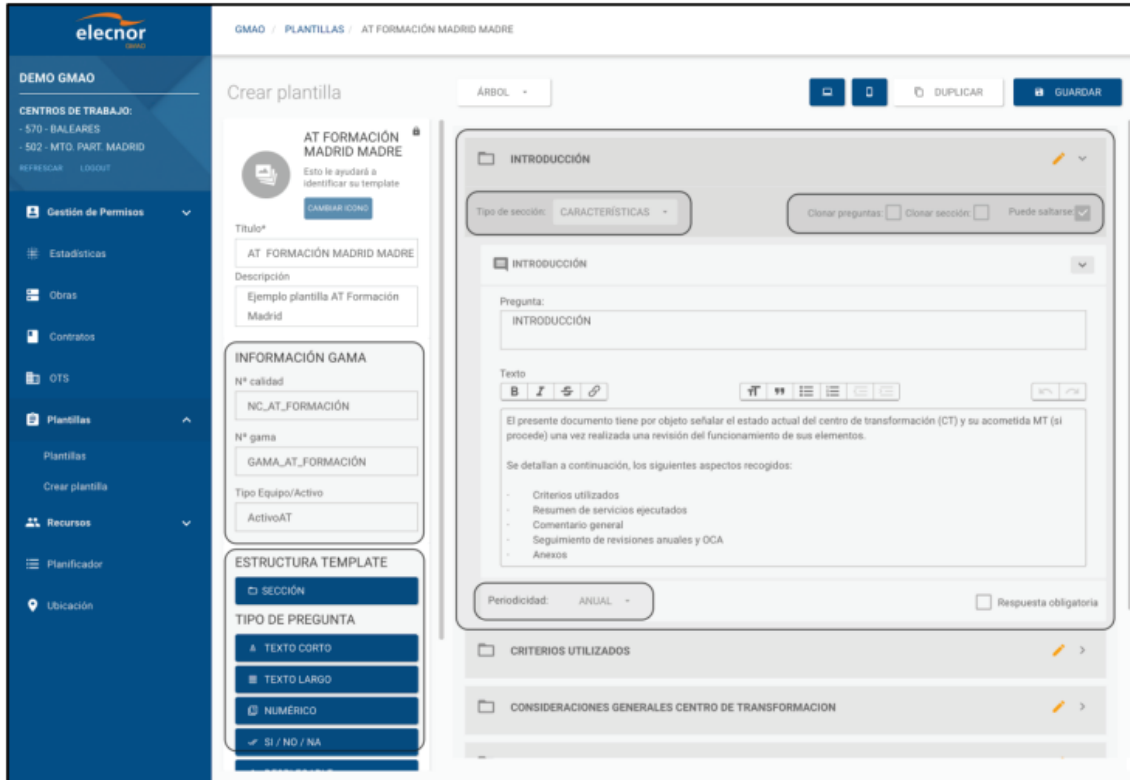 elecnor
GMAO
GMAO / PLANTILLAS / AT FORMACIÓN MADRID MADRE
DEMO GMAO
CENTROS DE TRABAJO:
- 570 - BALEARES
- 502 - MTO. PART. MADRID
REFRESCAR LOGOUT
Gestión de Permisos
Estadísticas
Obras
Contratos
OTS
Plantillas
Plantillas
Crear plantilla
Recursos
Planificador
Ubicación
Crear plantilla
ÁRBOL
DUPLICAR
GUARDAR
AT FORMACIÓN
MADRID MADRE
Esto le ayudará a
identificar su template
CAMBIAR ICONO
Título*
AT FORMACIÓN MADRID MADRE
Descripción
Ejemplo plantilla AT Formación
Madrid
INFORMACIÓN GAMA
Nº calidad
NC_AT_FORMACIÓN
Nº gama
GAMA_AT_FORMACIÓN
Tipo Equipo/Activo
ActivoAT
ESTRUCTURA TEMPLATE
SECCIÓN
TIPO DE PREGUNTA
TEXTO CORTO
TEXTO LARGO
NUMÉRICO
SI / NO / NA
INTRODUCCIÓN
Tipo de sección: CARACTERÍSTICAS
Clonar preguntas: Clonar sección: Puede saltarse:
INTRODUCCIÓN
Pregunta:
INTRODUCCIÓN
Texto
El presente documento tiene por objeto señalar el estado actual del centro de transformación (CT) y su acometida MT (si
procede) una vez realizada una revisión del funcionamiento de sus elementos.
Se detallan a continuación, los siguientes aspectos recogidos:
· Criterios utilizados
· Resumen de servicios ejecutados
· Comentario general
· Seguimiento de revisiones anuales y OCA
· Anexos
Periodicidad: ANUAL
Respuesta obligatoria
CRITERIOS UTILIZADOS
CONSIDERACIONES GENERALES CENTRO DE TRANSFORMACION